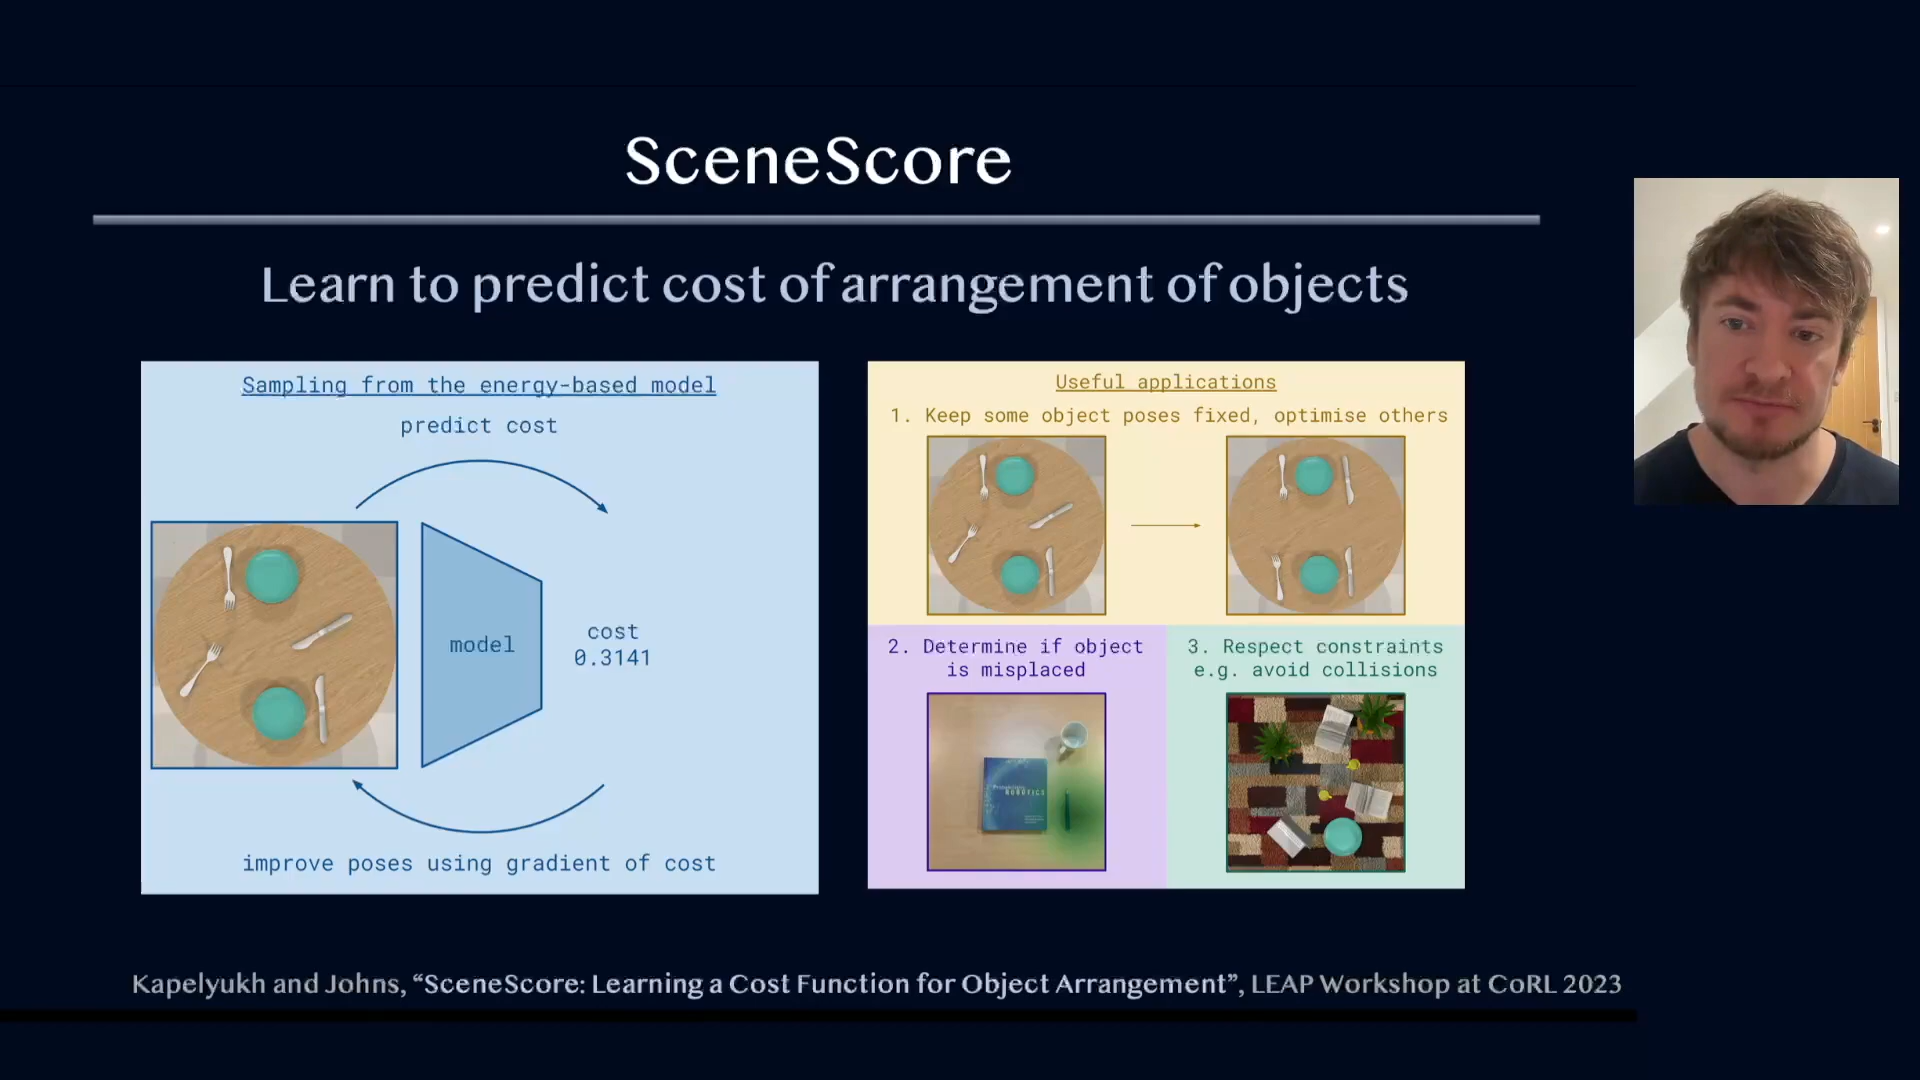 SceneScore
Learn to predict cost of arrangement of objects
Sampling from the energy-based model
predict cost
model
cost
0.3141
improve poses using gradient of cost
Useful applications
1. Keep some object poses fixed, optimise others
2. Determine if object
is misplaced
ROBOTICS
3. Respect constraints
e.g. avoid collisions
Kapelyukh and Johns, “SceneScore: Learning a Cost Function for Object Arrangement”, LEAP Workshop at CoRL 2023